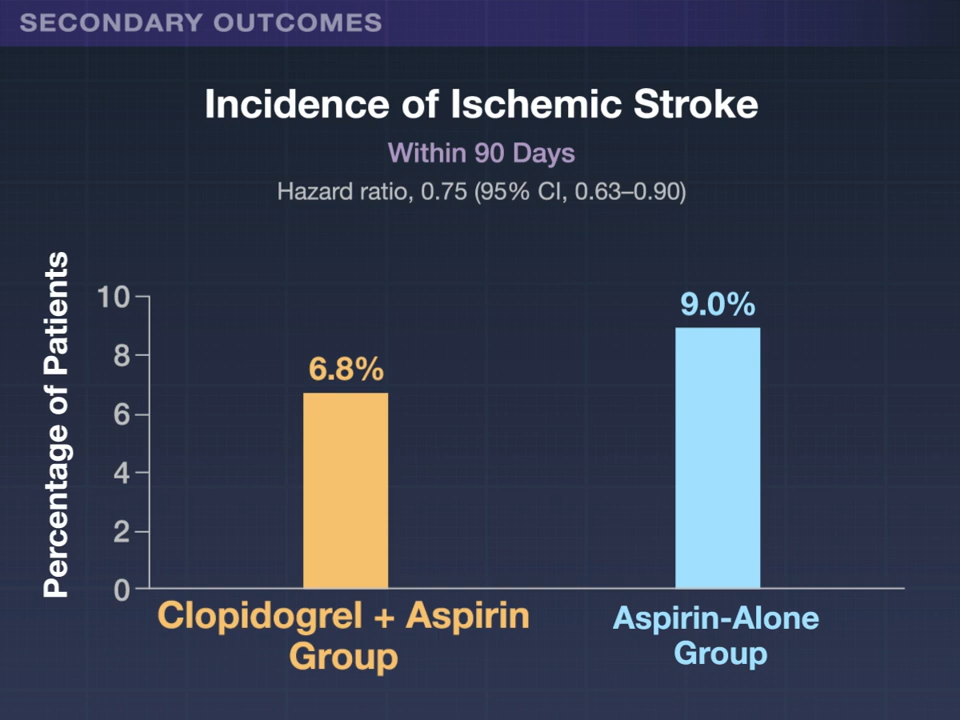 SECONDARY OUTCOMES
Incidence of Ischemic Stroke
Within 90 Days
Hazard ratio, 0.75 (95% CI, 0.63–0.90)
Percentage of Patients
10
8
6
4
2
0
6.8%
9.0%
Clopidogrel + Aspirin
Group
Aspirin-Alone
Group